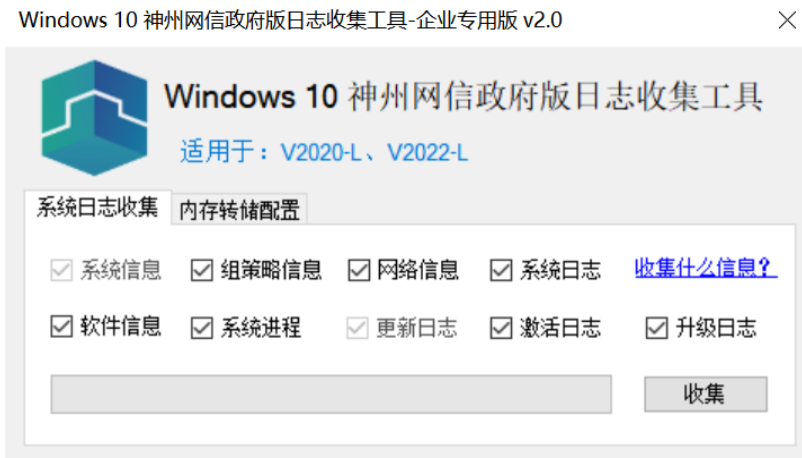 Windows 10 神州网信政府版日志收集工具-企业专用版 v2.0
Windows 10 神州网信政府版日志收集工具
适用于：V2020-L、V2022-L
系统日志收集 内存转储配置
系统信息 组策略信息 网络信息 系统日志 收集什么信息？
软件信息 系统进程 更新日志 激活日志 升级日志
收集